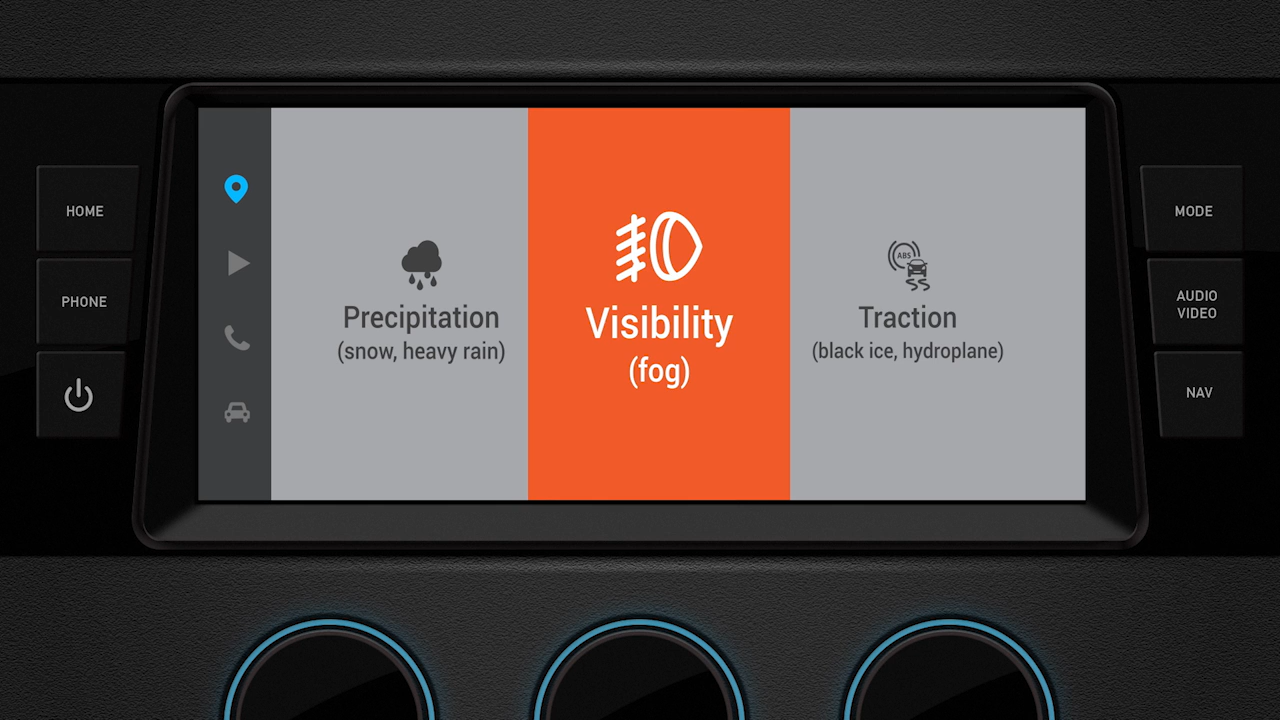 HOME
PHONE
Precipitation
(snow, heavy rain)
Visibility
(fog)
ABS
Traction
(black ice, hydroplane)
MODE
AUDIO
VIDEO
NAV